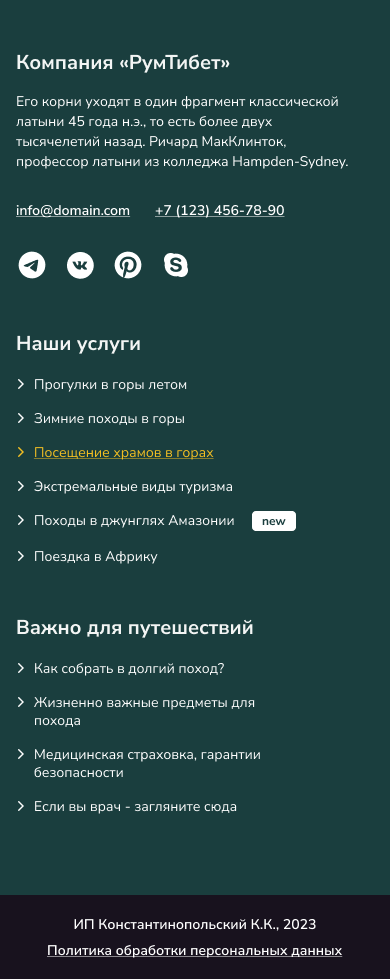 Компания «РумТибет»
Его корни уходят в один фрагмент классической
латыни 45 года н.э., то есть более двух
тысячелетий назад. Ричард МакКлинток,
профессор латыни из колледжа Hampden-Sydney.
info@domain.com +7 (123) 456-78-90
Наши услуги
Прогулки в горы летом
Зимние походы в горы
Посещение храмов в горах
Экстремальные виды туризма
Походы в джунглях Амазонии new
Поездка в Африку
Важно для путешествий
Как собрать в долгий поход?
Жизненно важные предметы для
похода
Медицинская страховка, гарантии
безопасности
Если вы врач - загляните сюда
ИП Константинопольский К.К., 2023
Политика обработки персональных данных